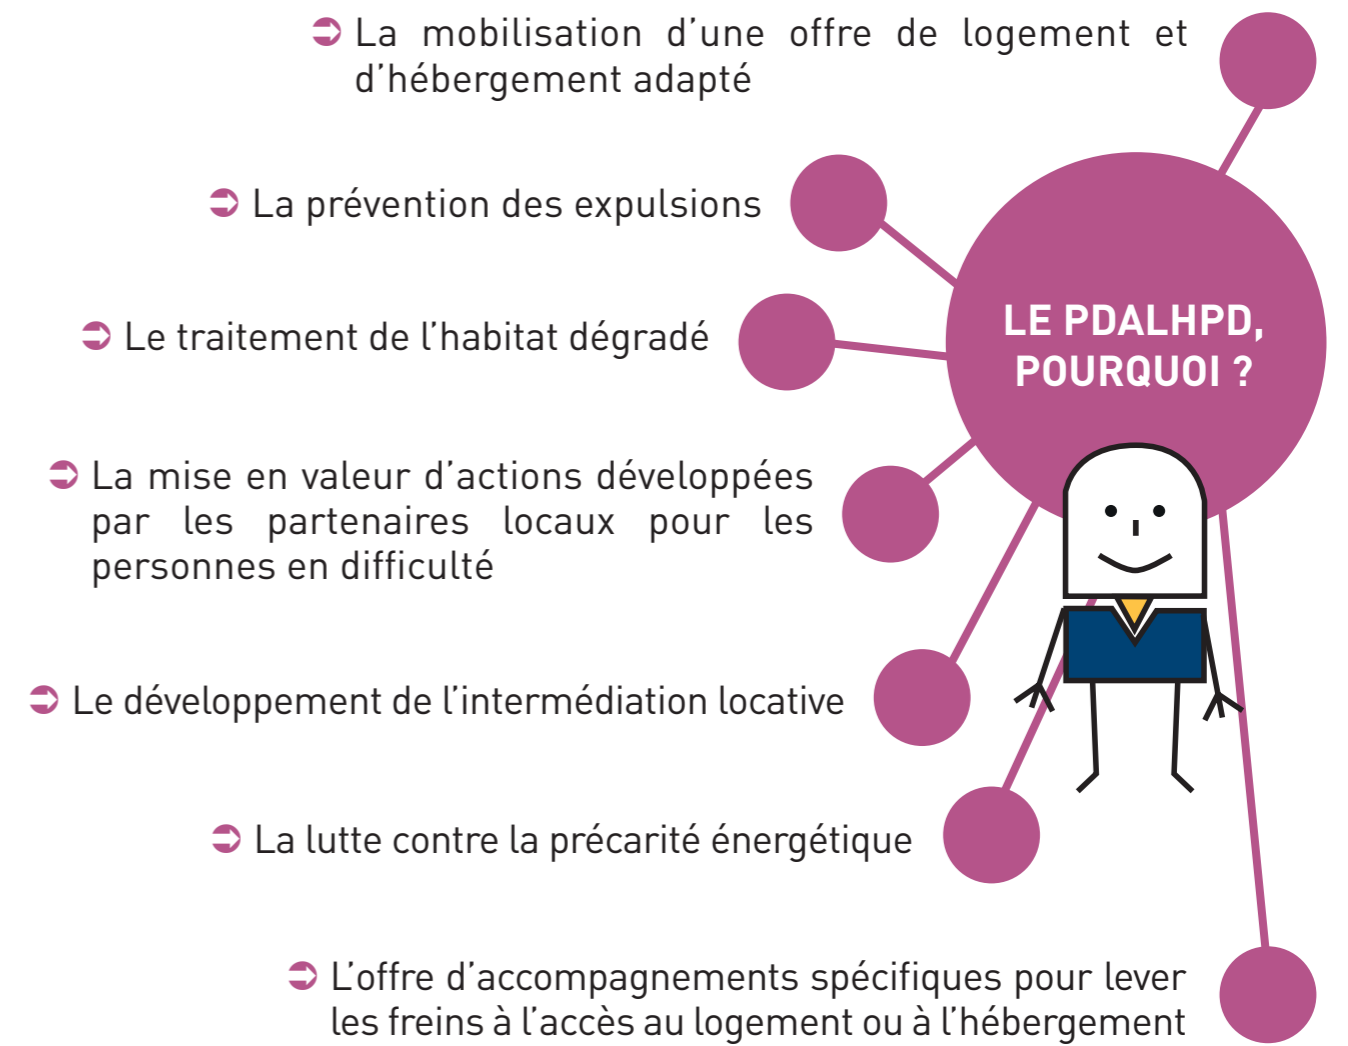 ➲ La mobilisation d’une offre de logement et
d’hébergement adapté
➲ La prévention des expulsions
LE PDALHPD,
POURQUOI ?
➲ Le traitement de l’habitat dégradé
➲ La mise en valeur d’actions développées
par les partenaires locaux pour les
personnes en difficulté
➲ Le développement de l’intermédiation locative
➲ La lutte contre la précarité énergétique
➲ L’offre d’accompagnements spécifiques pour lever
les freins à l’accès au logement ou à l’hébergement